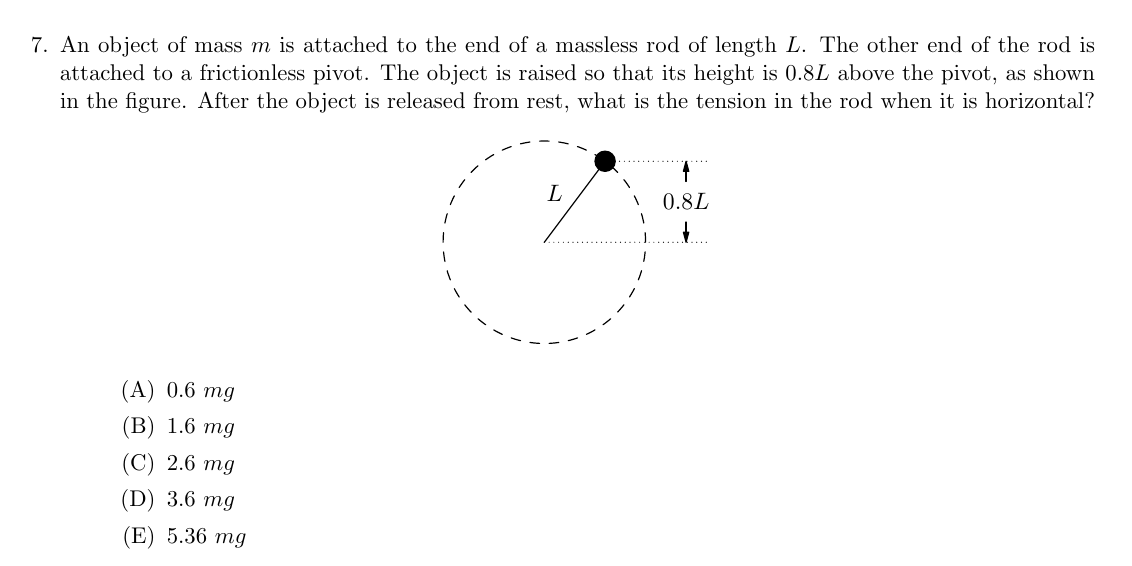 7. An object of mass m is attached to the end of a massless rod of length L. The other end of the rod is
attached to a frictionless pivot. The object is raised so that its height is 0.8L above the pivot, as shown
in the figure. After the object is released from rest, what is the tension in the rod when it is horizontal?
L
0.8L
(A) 0.6 mg
(B) 1.6 mg
(C) 2.6 mg
(D) 3.6 mg
(E) 5.36 mg